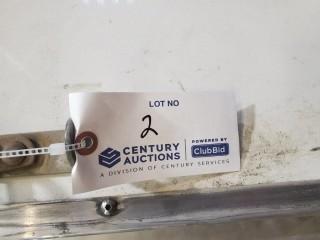 LOT NO
2
CENTURY
AUCTIONS
POWERED BY
ClubBid
A DIVISION OF CENTURY SERVICES